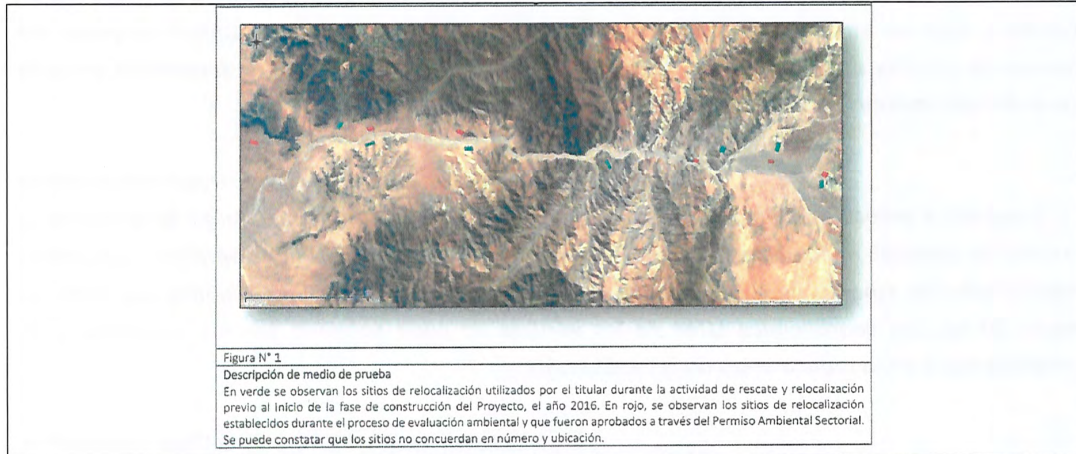 Figura N° 1
Descripción de medio de prueba
En verde se observan los sitios de relocalización utilizados por el titular durante la actividad de rescate y relocalización
previo al inicio de la fase de construcción del Proyecto, el año 2016. En rojo, se observan los sitios de relocalización
establecidos durante el proceso de evaluación ambiental y que fueron aprobados a través del Permiso Ambiental Sectorial.
Se puede constatar que los sitios no concuerdan en número y ubicación.